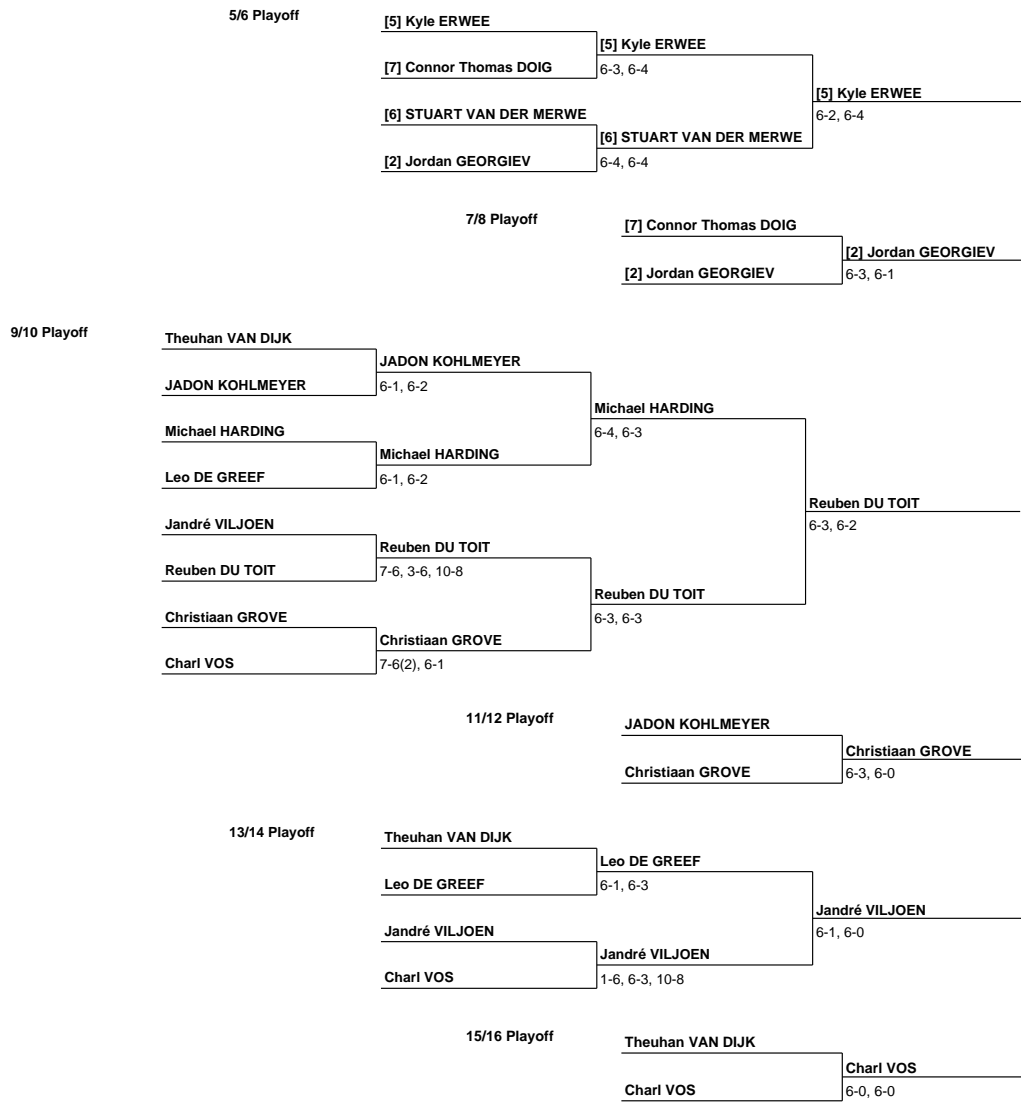 5/6 Playoff
[5] Kyle ERWEE
[7] Connor Thomas DOIG
[6] STUART VAN DER MERWE
[2] Jordan GEORGIEV
[5] Kyle ERWEE
6-3, 6-4
[6] STUART VAN DER MERWE
6-4, 6-4
[5] Kyle ERWEE
6-2, 6-4
7/8 Playoff
[7] Connor Thomas DOIG
[2] Jordan GEORGIEV
[2] Jordan GEORGIEV
6-3, 6-1
9/10 Playoff
Theuhan VAN DIJK
JADON KOHLMEYER
Michael HARDING
Leo DE GREEF
Jandré VILJOEN
Reuben DU TOIT
Christiaan GROVE
Charl VOS
JADON KOHLMEYER
6-1, 6-2
Michael HARDING
6-1, 6-2
Reuben DU TOIT
7-6, 3-6, 10-8
Christiaan GROVE
7-6(2), 6-1
Michael HARDING
6-4, 6-3
Reuben DU TOIT
6-3, 6-3
Reuben DU TOIT
6-3, 6-2
11/12 Playoff
JADON KOHLMEYER
Christiaan GROVE
Christiaan GROVE
6-3, 6-0
13/14 Playoff
Theuhan VAN DIJK
Leo DE GREEF
Jandré VILJOEN
Charl VOS
Leo DE GREEF
6-1, 6-3
Jandré VILJOEN
1-6, 6-3, 10-8
Jandré VILJOEN
6-1, 6-0
15/16 Playoff
Theuhan VAN DIJK
Charl VOS
Charl VOS
6-0, 6-0